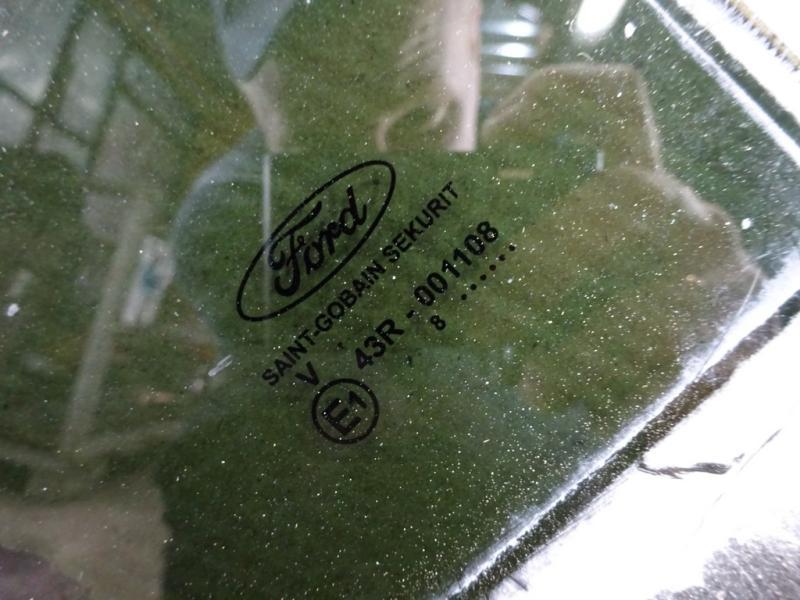 Ford
SAINT-GOBAIN SEKURIT
V 43R - 001108
E1 8 ......